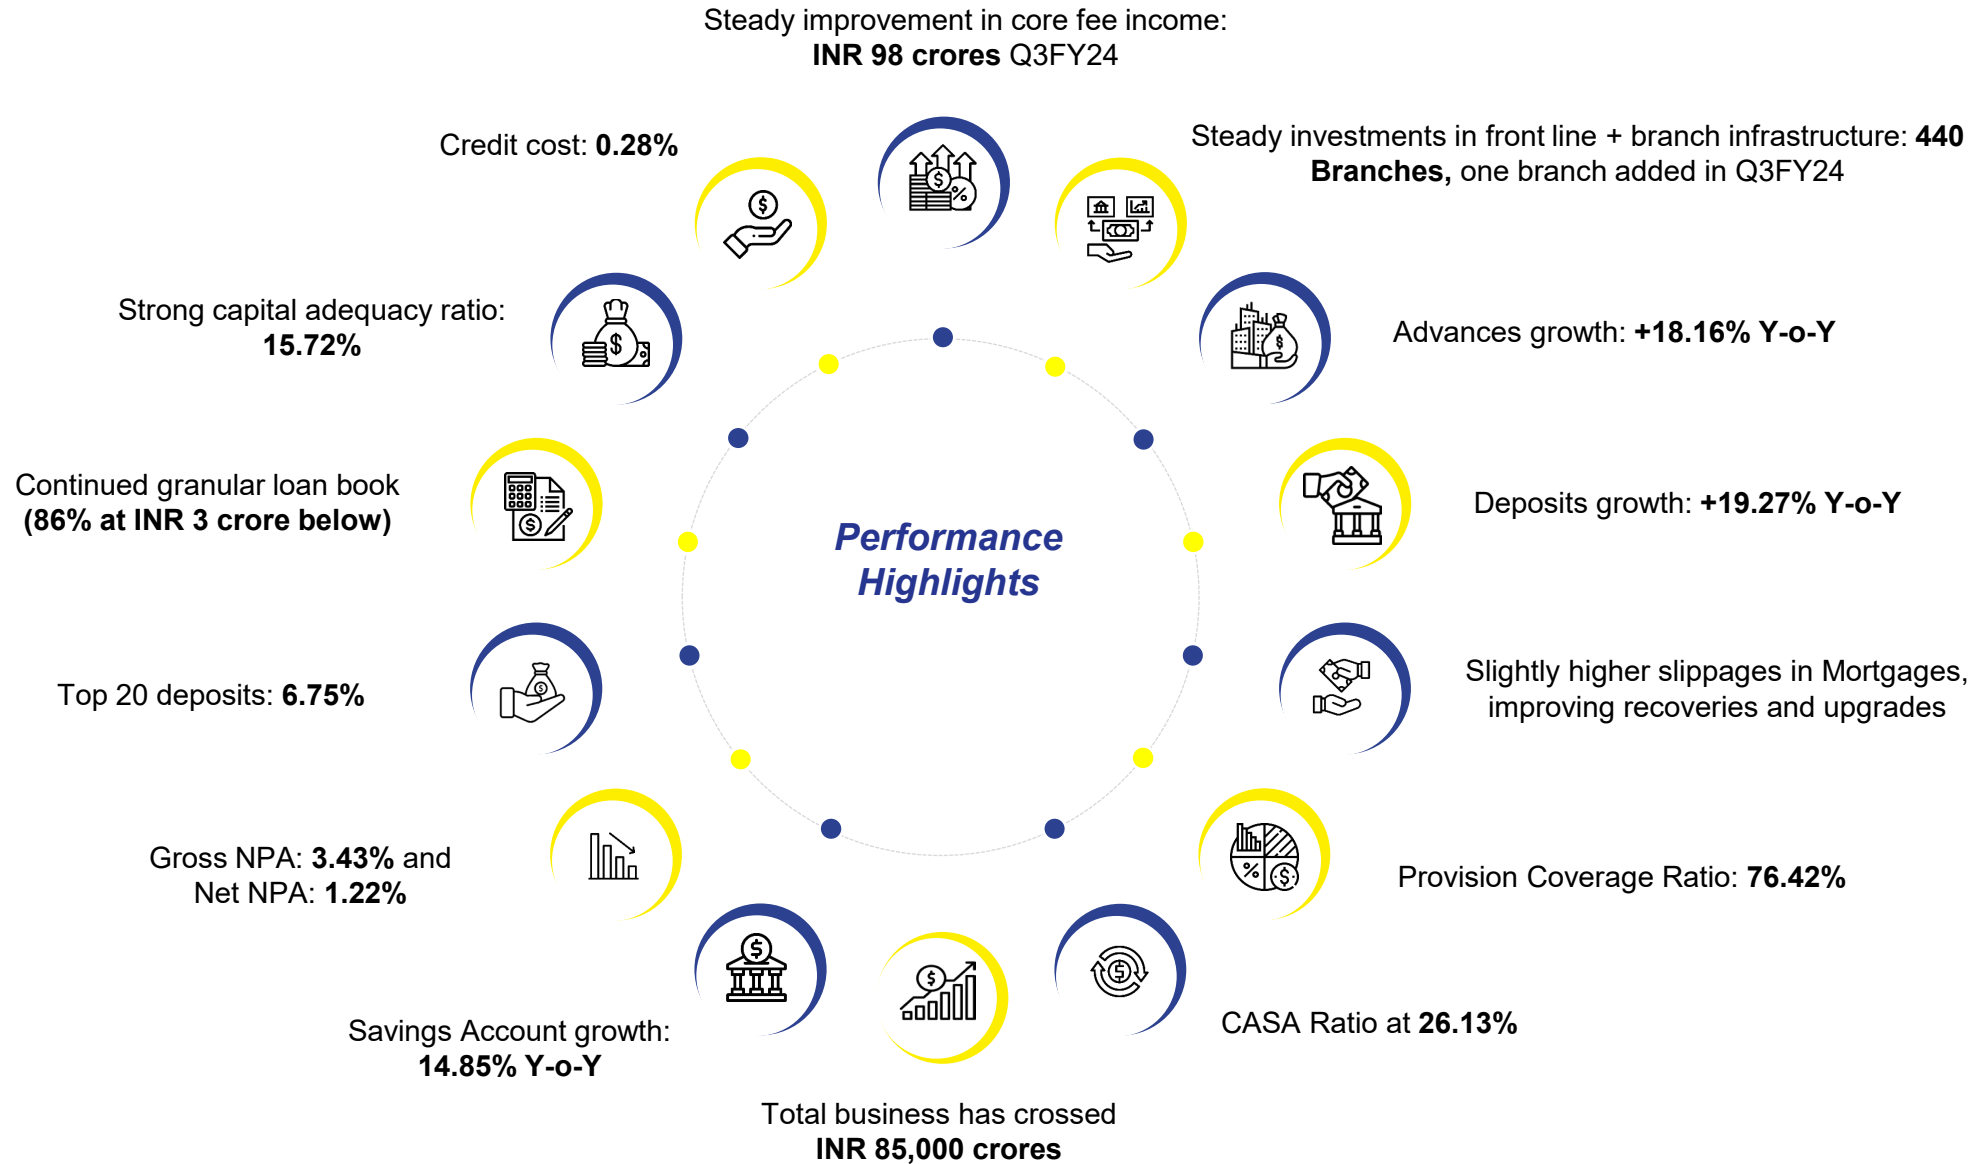 Steady improvement in core fee income:
INR 98 crores Q3FY24
Steady investments in front line + branch infrastructure: 440
Branches, one branch added in Q3FY24
Advances growth: +18.16% Y-o-Y
Deposits growth: +19.27% Y-o-Y
Slightly higher slippages in Mortgages,
improving recoveries and upgrades
Provision Coverage Ratio: 76.42%
CASA Ratio at 26.13%
Total business has crossed
INR 85,000 crores
Savings Account growth:
14.85% Y-o-Y
Gross NPA: 3.43% and
Net NPA: 1.22%
Top 20 deposits: 6.75%
Continued granular loan book
(86% at INR 3 crore below)
Strong capital adequacy ratio:
15.72%
Credit cost: 0.28%
Performance
Highlights